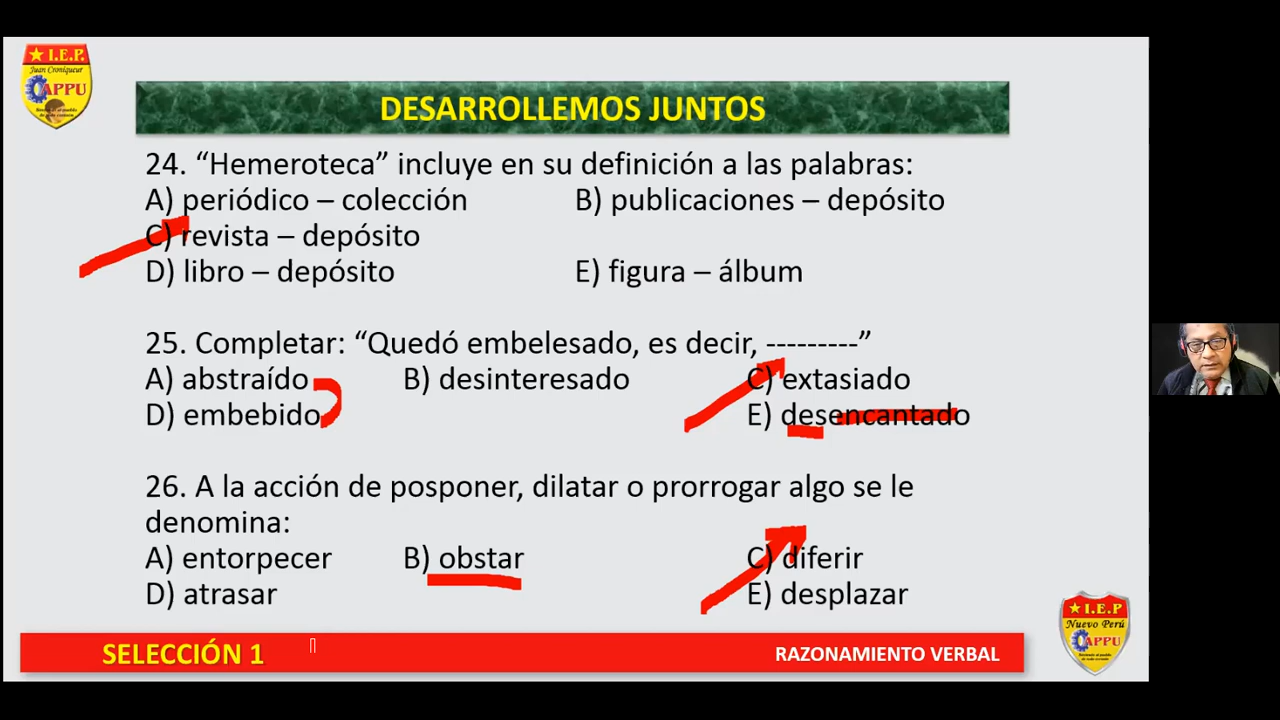 I.E.P.
Juan Croniqueur
APPU
DESARROLLEMOS JUNTOS
24. “Hemeroteca” incluye en su definición a las palabras:
A) periódico – colección B) publicaciones – depósito
C) revista – depósito
D) libro – depósito E) figura – álbum
25. Completar: “Quedó embelesado, es decir, ---------”
A) abstraído B) desinteresado C) extasiado
D) embebido E) desencantado
26. A la acción de posponer, dilatar o prorrogar algo se le
denomina:
A) entorpecer B) obstar C) diferir
D) atrasar E) desplazar
I.E.P
Nuevo Perú
APPU
SELECCIÓN 1 RAZONAMIENTO VERBAL